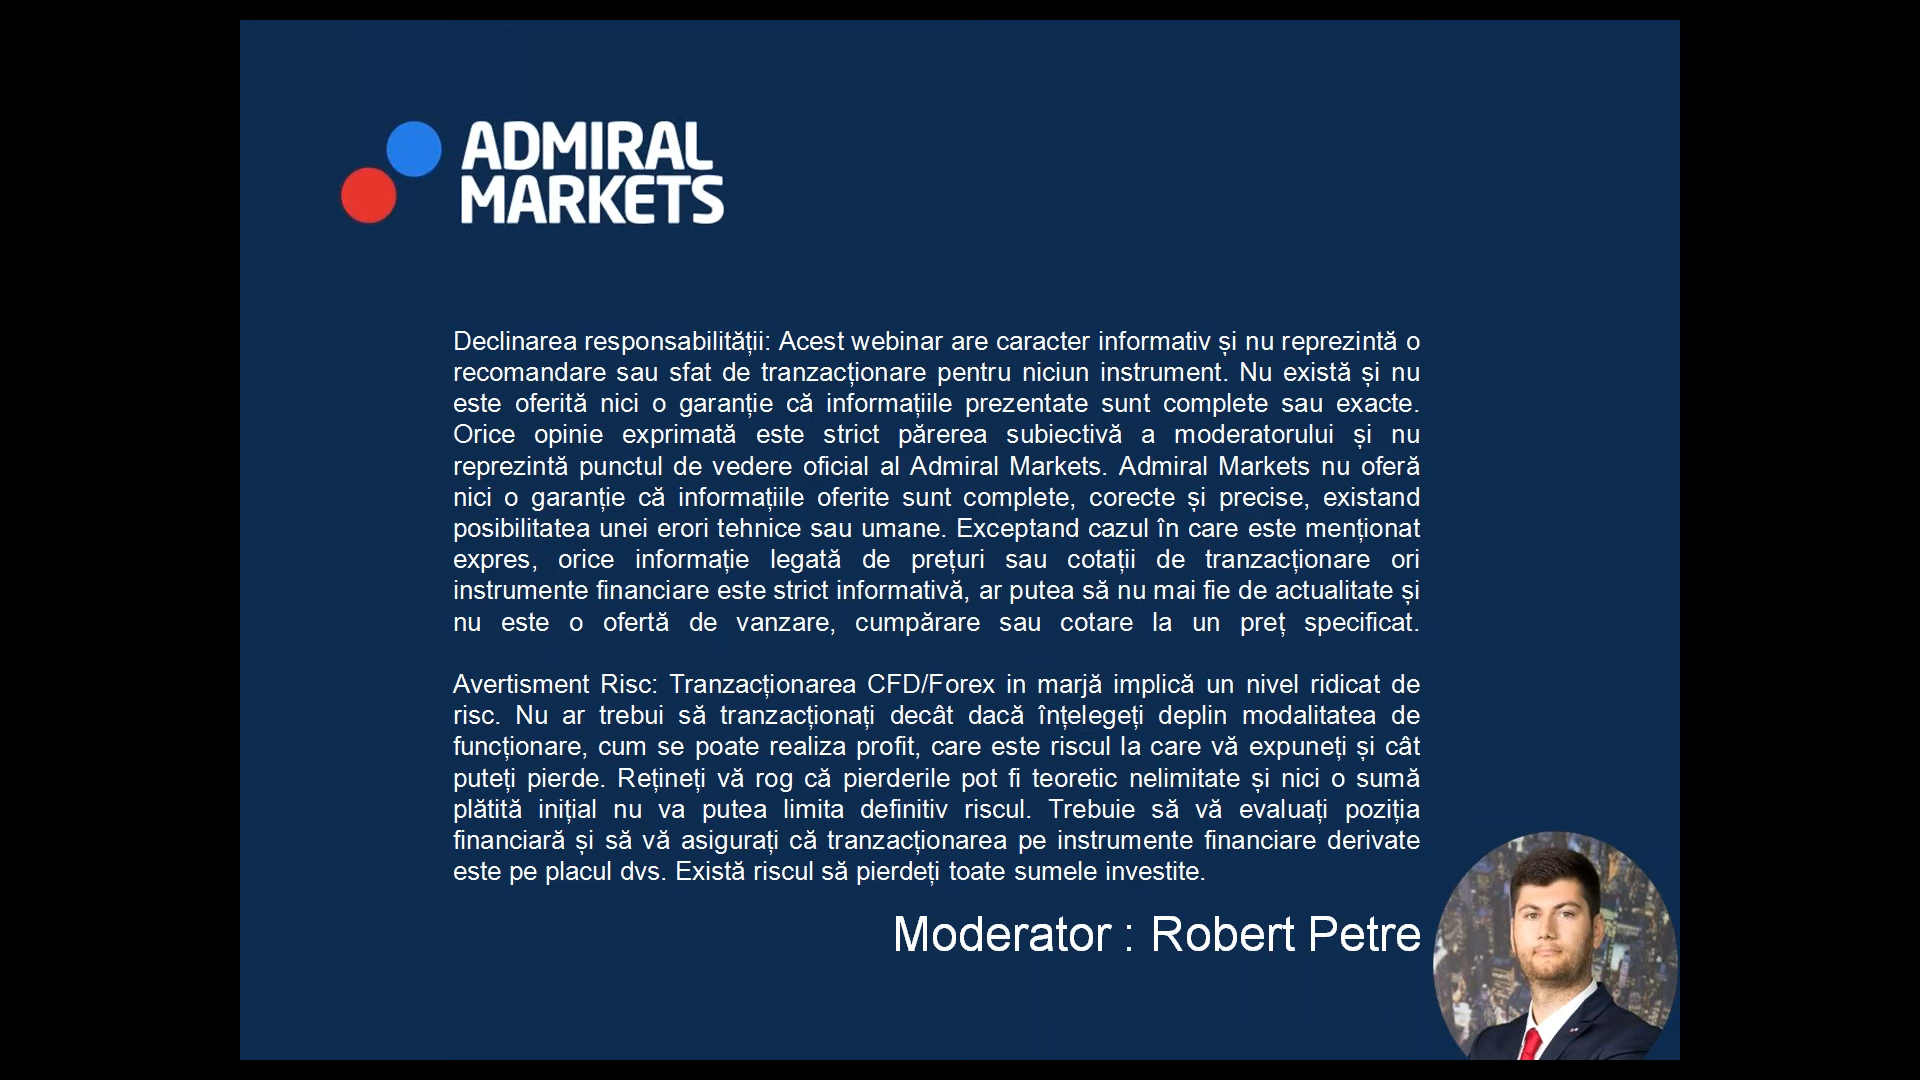 ADMIRAL
MARKETS
Declinarea responsabilității: Acest webinar are caracter informativ și nu reprezintă o
recomandare sau sfat de tranzacționare pentru niciun instrument. Nu există și nu
este oferită nici o garanție că informațiile prezentate sunt complete sau exacte.
Orice opinie exprimată este strict părerea subiectivă a moderatorului și nu
reprezintă punctul de vedere oficial al Admiral Markets. Admiral Markets nu oferă
nici o garanție că informațiile oferite sunt complete, corecte și precise, existand
posibilitatea unei erori tehnice sau umane. Exceptand cazul în care este menționat
expres, orice informație legată de prețuri sau cotații de tranzacționare ori
instrumente financiare este strict informativă, ar putea să nu mai fie de actualitate și
nu este o ofertă de vanzare, cumpărare sau cotare la un preț specificat.
Avertisment Risc: Tranzacționarea CFD/Forex in marjă implică un nivel ridicat de
risc. Nu ar trebui să tranzacționați decât dacă înțelegeți deplin modalitatea de
funcționare, cum se poate realiza profit, care este riscul la care vă expuneți și cât
puteți pierde. Rețineți vă rog că pierderile pot fi teoretic nelimitate și nici o sumă
plătită inițial nu va putea limita definitiv riscul. Trebuie să vă evaluați poziția
financiară și să vă asigurați că tranzacționarea pe instrumente financiare derivate
este pe placul dvs. Există riscul să pierdeți toate sumele investite.
Moderator : Robert Petre